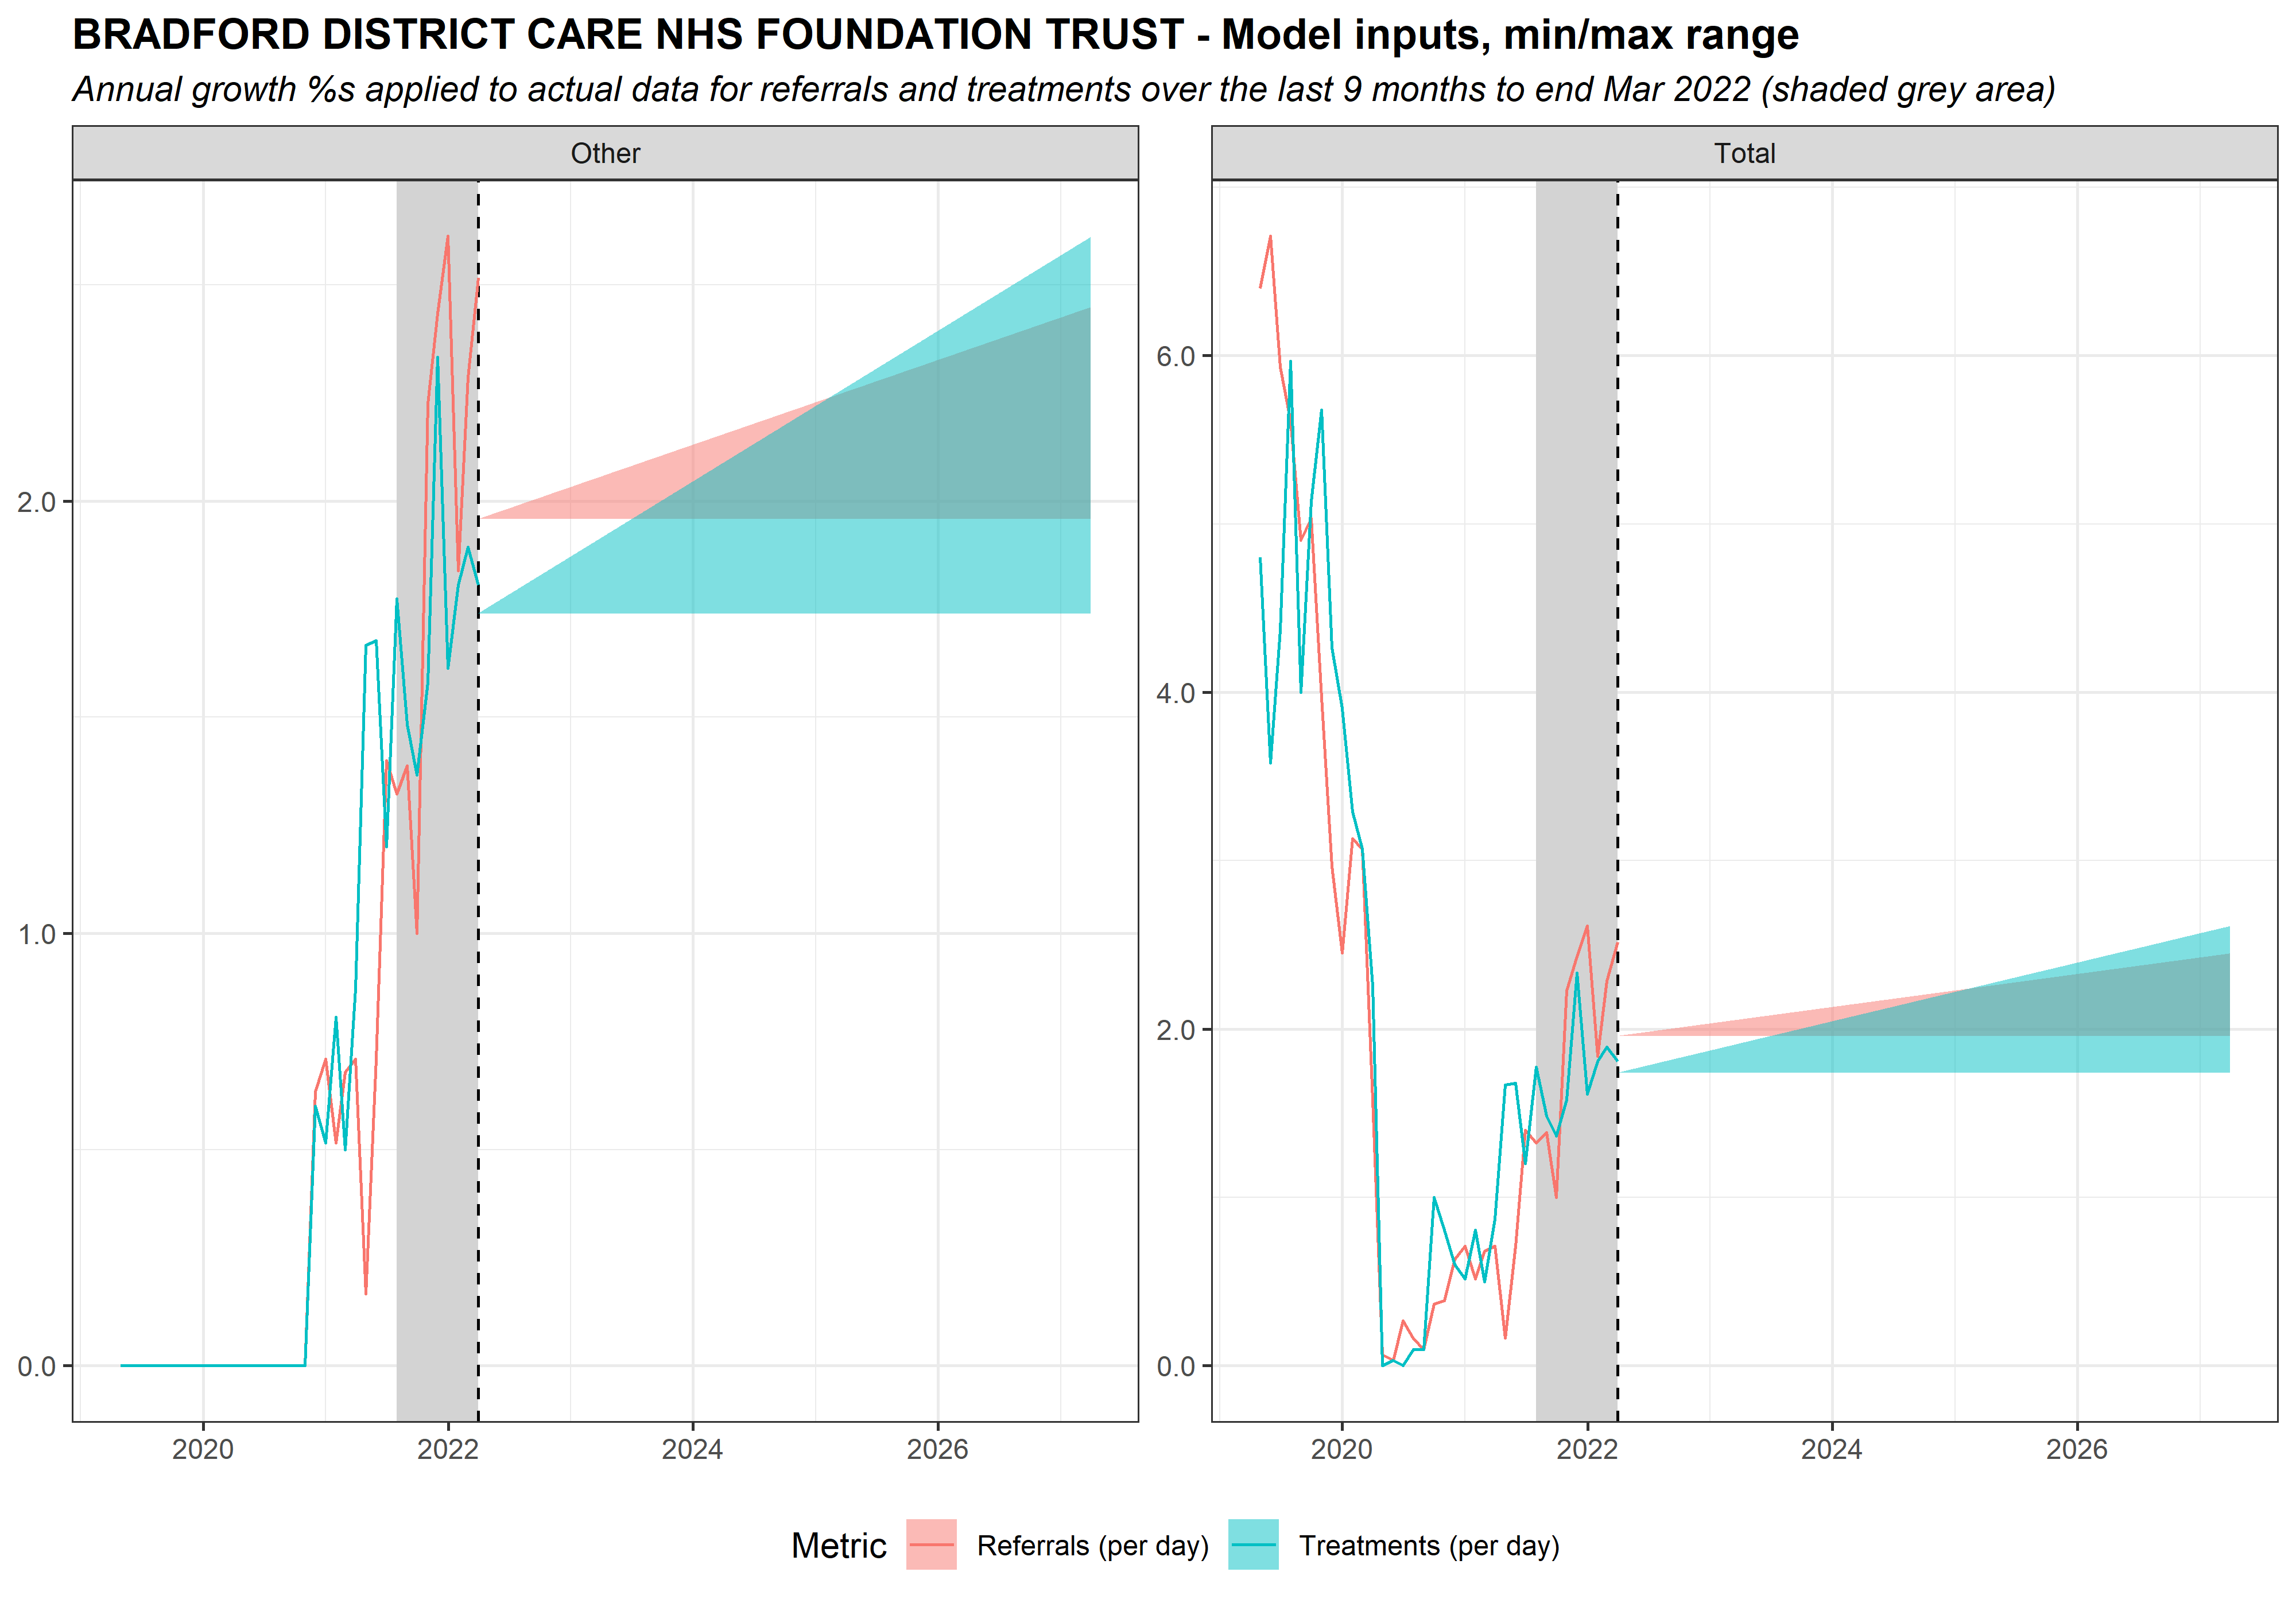 BRADFORD DISTRICT CARE NHS FOUNDATION TRUST - Model inputs, min/max range
Annual growth %s applied to actual data for referrals and treatments over the last 9 months to end Mar 2022 (shaded grey area)
Other
2.0
1.0
0.0
2020 2022 2024 2026
Total
6.0
4.0
2.0
0.0
2020 2022 2024 2026
Metric Referrals (per day) Treatments (per day)